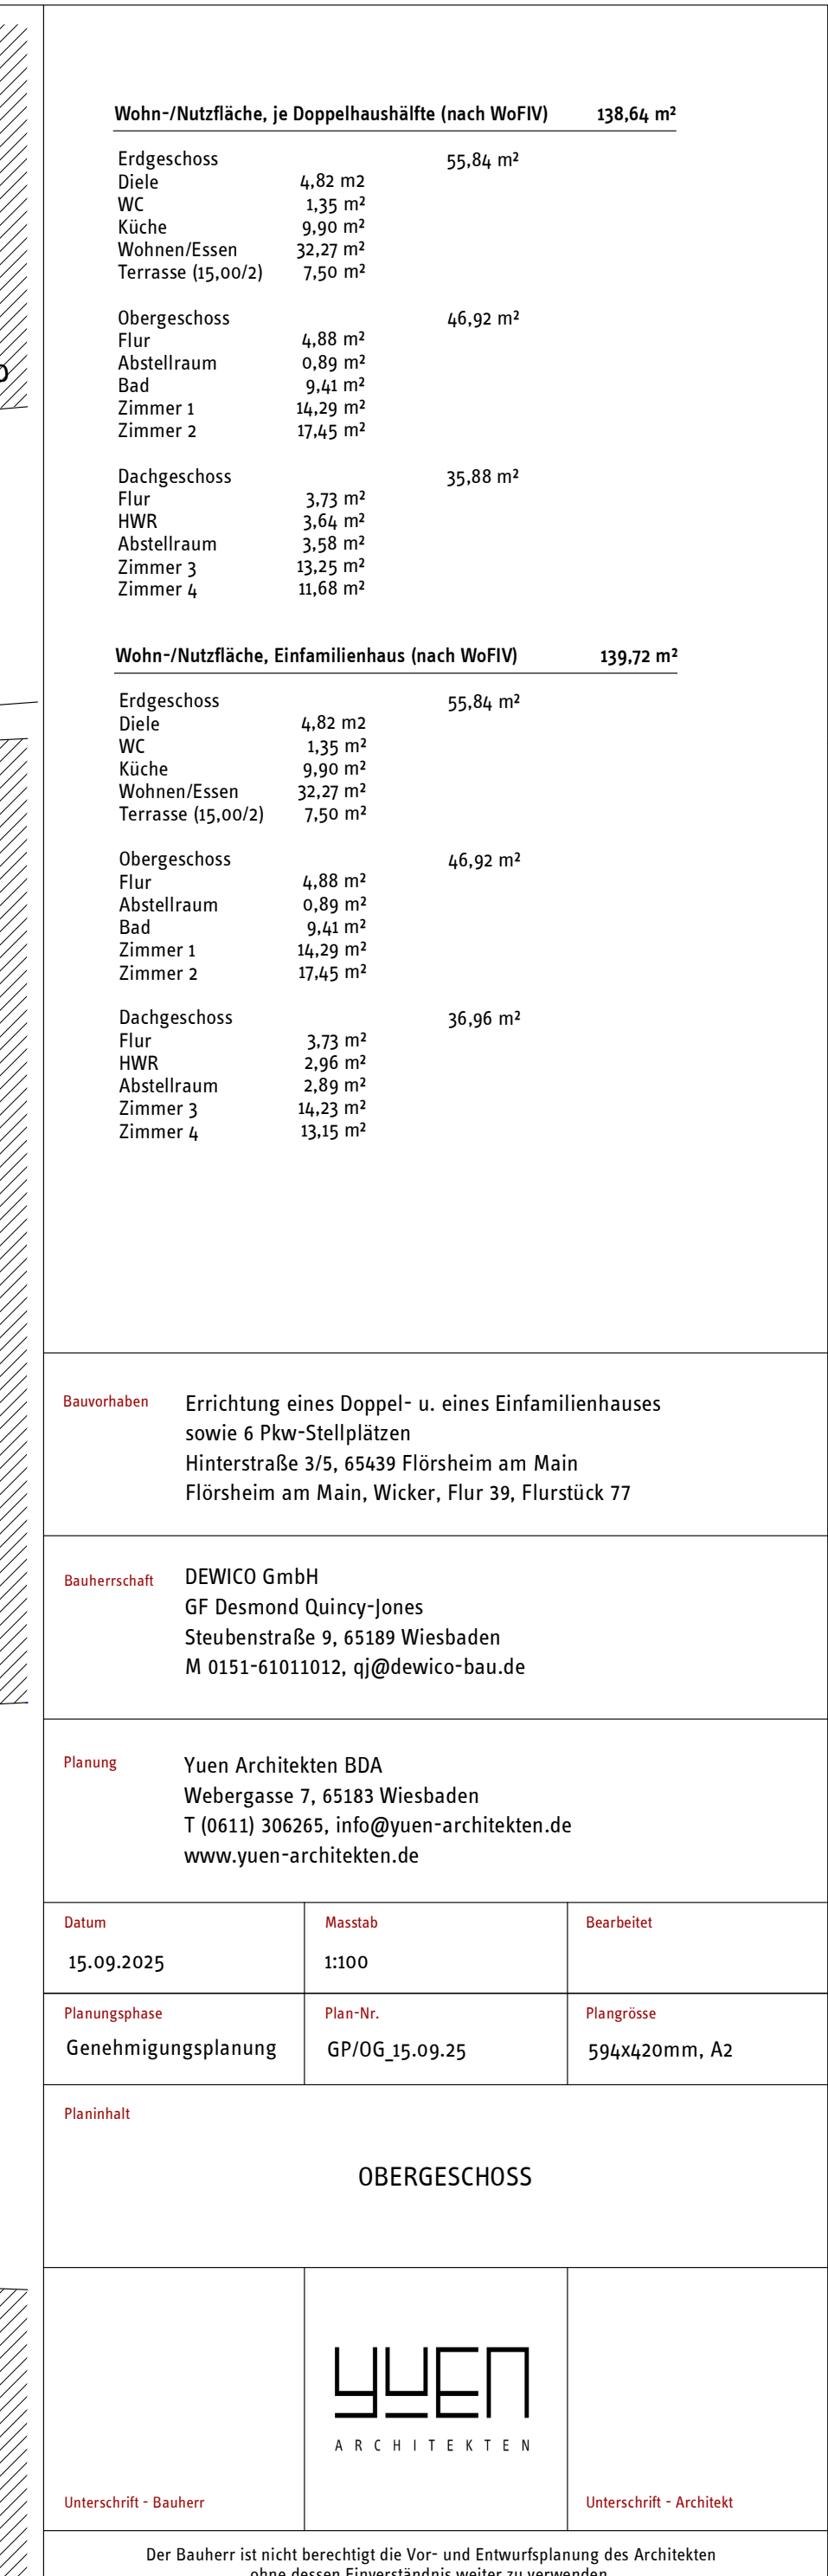 Wohn-/Nutzfläche, je Doppelhaushälfte (nach WoFIV) 138,64 m²
Erdgeschoss 55,84 m²
Diele 4,82 m2
WC 1,35 m²
Küche 9,90 m²
Wohnen/Essen 32,27 m²
Terrasse (15,00/2) 7,50 m²
Obergeschoss 46,92 m²
Flur 4,88 m²
Abstellraum 0,89 m²
Bad 9,41 m²
Zimmer 1 14,29 m²
Zimmer 2 17,45 m²
Dachgeschoss 35,88 m²
Flur 3,73 m²
HWR 3,64 m²
Abstellraum 3,58 m²
Zimmer 3 13,25 m²
Zimmer 4 11,68 m²
Wohn-/Nutzfläche, Einfamilienhaus (nach WoFIV) 139,72 m²
Erdgeschoss 55,84 m²
Diele 4,82 m2
WC 1,35 m²
Küche 9,90 m²
Wohnen/Essen 32,27 m²
Terrasse (15,00/2) 7,50 m²
Obergeschoss 46,92 m²
Flur 4,88 m²
Abstellraum 0,89 m²
Bad 9,41 m²
Zimmer 1 14,29 m²
Zimmer 2 17,45 m²
Dachgeschoss 36,96 m²
Flur 3,73 m²
HWR 2,96 m²
Abstellraum 2,89 m²
Zimmer 3 14,23 m²
Zimmer 4 13,15 m²
Bauvorhaben Errichtung eines Doppel- u. eines Einfamilienhauses
sowie 6 Pkw-Stellplätzen
Hinterstraße 3/5, 65439 Flörsheim am Main
Flörsheim am Main, Wicker, Flur 39, Flurstück 77
Bauherrschaft DEWICO GmbH
GF Desmond Quincy-Jones
Steubenstraße 9, 65189 Wiesbaden
M 0151-61011012, qj@dewico-bau.de
Planung Yuen Architekten BDA
Webergasse 7, 65183 Wiesbaden
T (0611) 306265, info@yuen-architekten.de
www.yuen-architekten.de
Datum Masstab Bearbeitet
15.09.2025 1:100
Planungsphase Plan-Nr. Plangrösse
Genehmigungsplanung GP/OG_15.09.25 594x420mm, A2
Planinhalt
OBERGESCHOSS
YUEN
ARCHITEKTEN
Unterschrift - Bauherr Unterschrift - Architekt
Der Bauherr ist nicht berechtigt die Vor- und Entwurfsplanung des Architekten
ohne dessen Einverständnis weiter zu verwenden